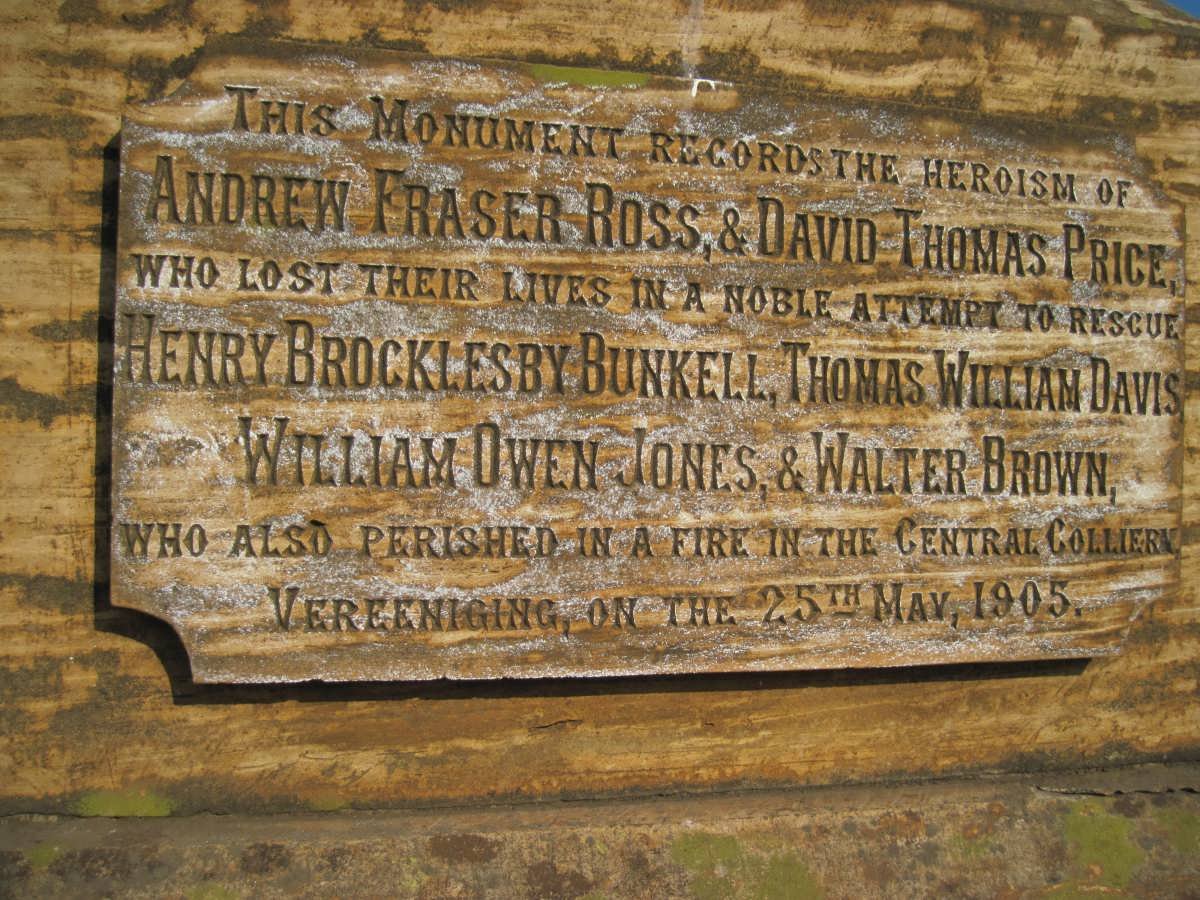 This Monument records the heroism of
Andrew Fraser Ross, & David Thomas Price,
who lost their lives in a noble attempt to rescue
Henry Brocklesby Bunkell, Thomas William Davis
William Owen Jones, & Walter Brown,
who also perished in a fire in the Central Colliery
Vereeniging, on the 25th May, 1905.